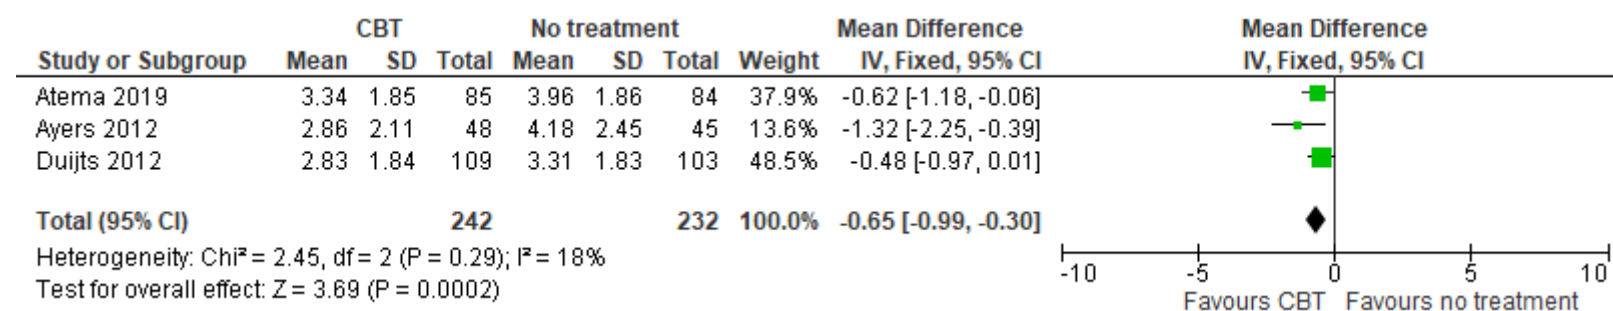 CBT No treatment Mean Difference Mean Difference
Study or Subgroup Mean SD Total Mean SD Total Weight IV, Fixed, 95% CI IV, Fixed, 95% CI
Atema 2019 3.34 1.85 85 3.96 1.86 84 37.9% -0.62 [-1.18, -0.06]
Ayers 2012 2.86 2.11 48 4.18 2.45 45 13.6% -1.32 [-2.25, -0.39]
Duijts 2012 2.83 1.84 109 3.31 1.83 103 48.5% -0.48 [-0.97, 0.01]
Total (95% CI) 242 232 100.0% -0.65 [-0.99, -0.30]
Heterogeneity: Chi² = 2.45, df = 2 (P = 0.29); I² = 18%
Test for overall effect: Z = 3.69 (P = 0.0002)
-10 -5 0 5 10
Favours CBT Favours no treatment